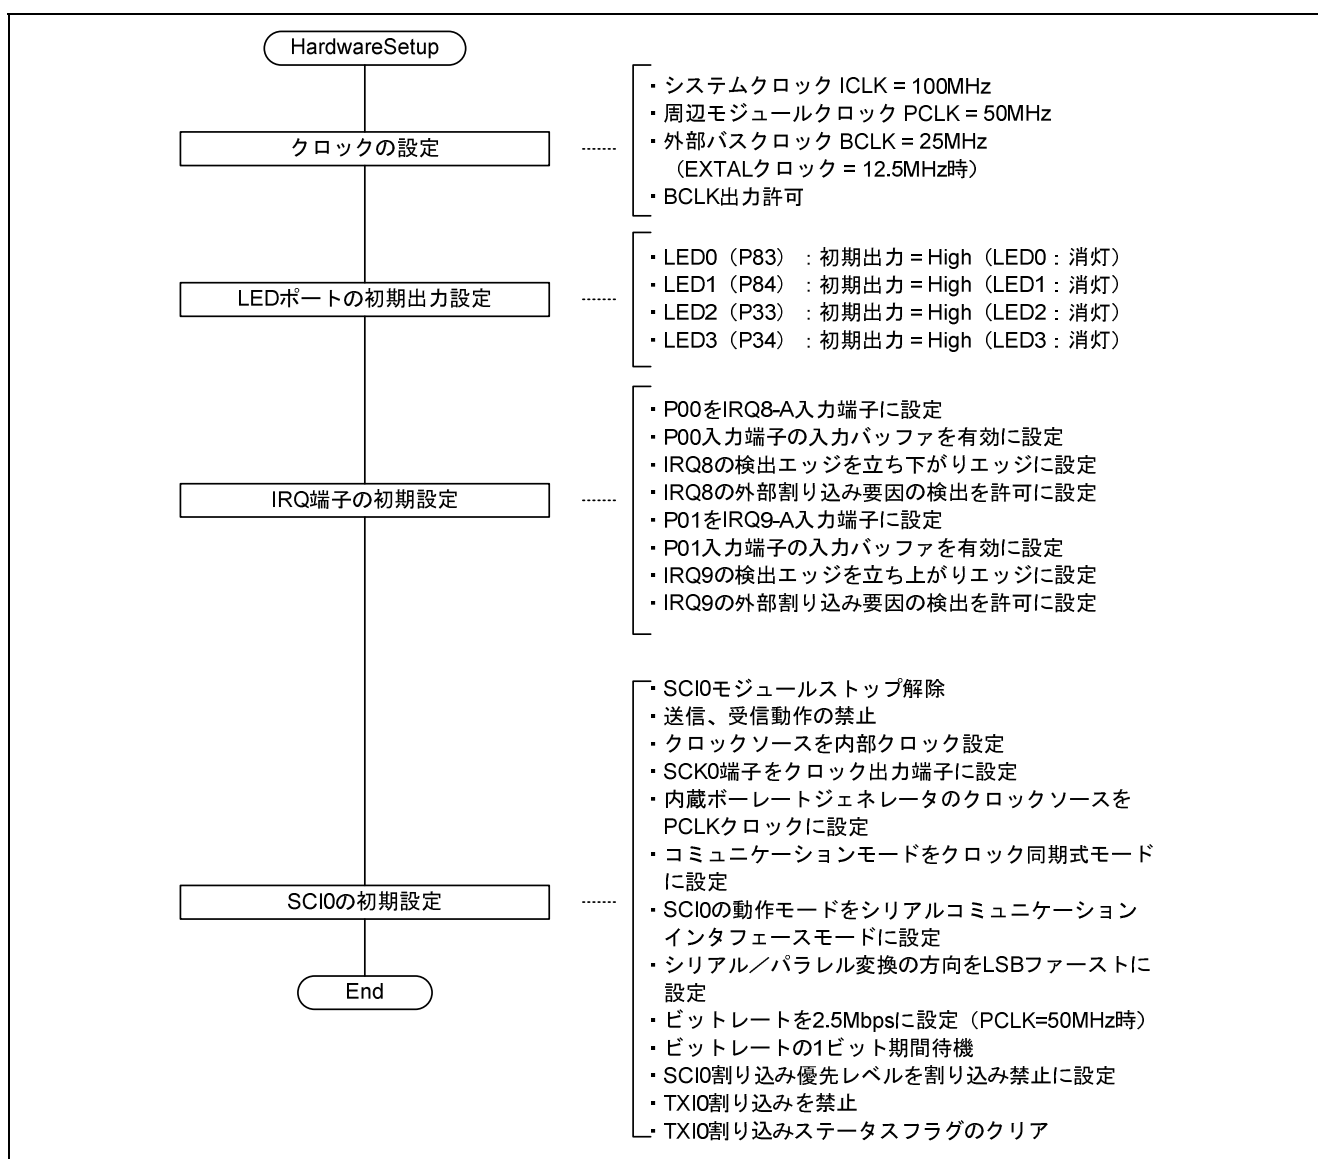 HardwareSetup
クロックの設定
・システムクロック ICLK = 100MHz
・周辺モジュールクロック PCLK = 50MHz
・外部バスクロック BCLK = 25MHz
（EXTALクロック = 12.5MHz時）
・BCLK出力許可
LEDポートの初期出力設定
・LED0（P83）：初期出力 = High（LED0：消灯）
・LED1（P84）：初期出力 = High（LED1：消灯）
・LED2（P33）：初期出力 = High（LED2：消灯）
・LED3（P34）：初期出力 = High（LED3：消灯）
IRQ端子の初期設定
・P00をIRQ8-A入力端子に設定
・P00入力端子の入力バッファを有効に設定
・IRQ8の検出エッジを立ち下がりエッジに設定
・IRQ8の外部割り込み要因の検出を許可に設定
・P01をIRQ9-A入力端子に設定
・P01入力端子の入力バッファを有効に設定
・IRQ9の検出エッジを立ち上がりエッジに設定
・IRQ9の外部割り込み要因の検出を許可に設定
SCI0の初期設定
・SCI0モジュールストップ解除
・送信、受信動作の禁止
・クロックソースを内部クロック設定
・SCK0端子をクロック出力端子に設定
・内蔵ボーレートジェネレータのクロックソースを
PCLKクロックに設定
・コミュニケーションモードをクロック同期式モード
に設定
・SCI0の動作モードをシリアルコミュニケーション
インタフェースモードに設定
・シリアル／パラレル変換の方向をLSBファーストに
設定
・ビットレートを2.5Mbpsに設定（PCLK=50MHz時）
・ビットレートの1ビット期間待機
・SCI0割り込み優先レベルを割り込み禁止に設定
・TXI0割り込みを禁止
・TXI0割り込みステータスフラグのクリア
End